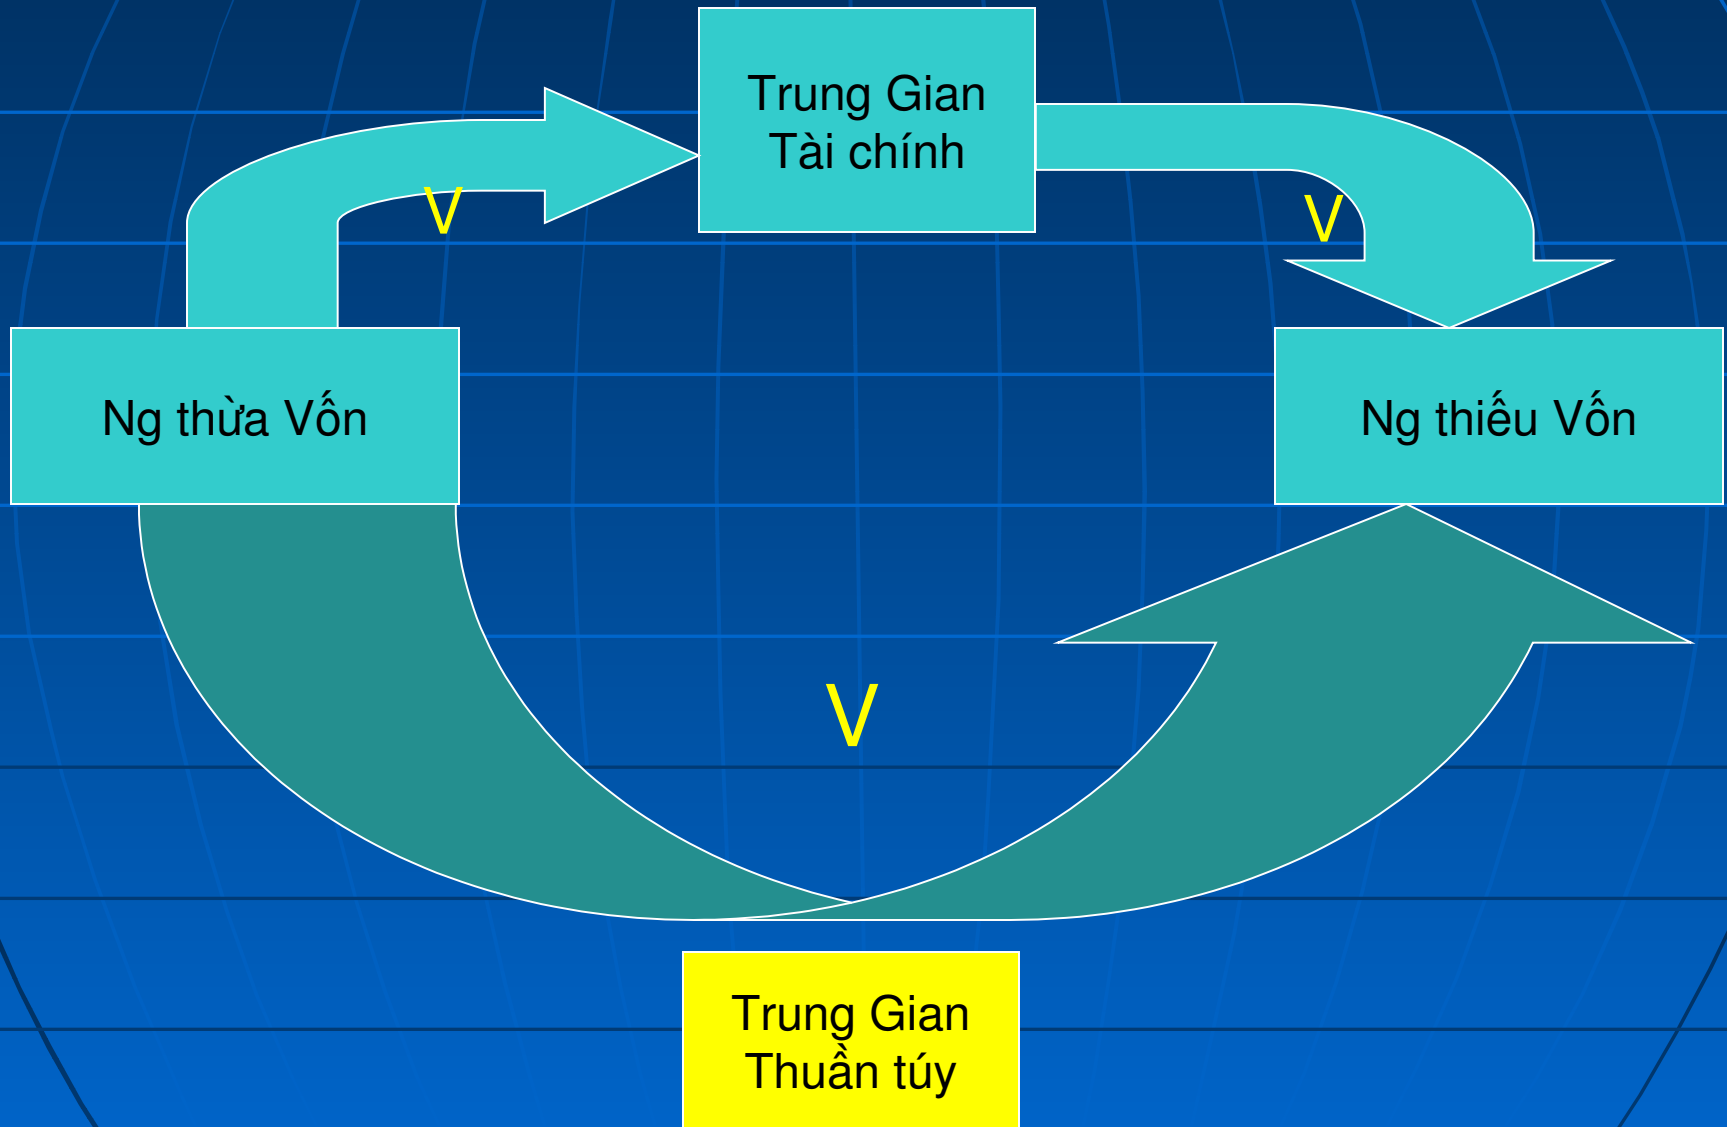 Trung Gian
Tài chính
V
V
Ng thừa Vốn
Ng thiếu Vốn
V
Trung Gian
Thuần túy